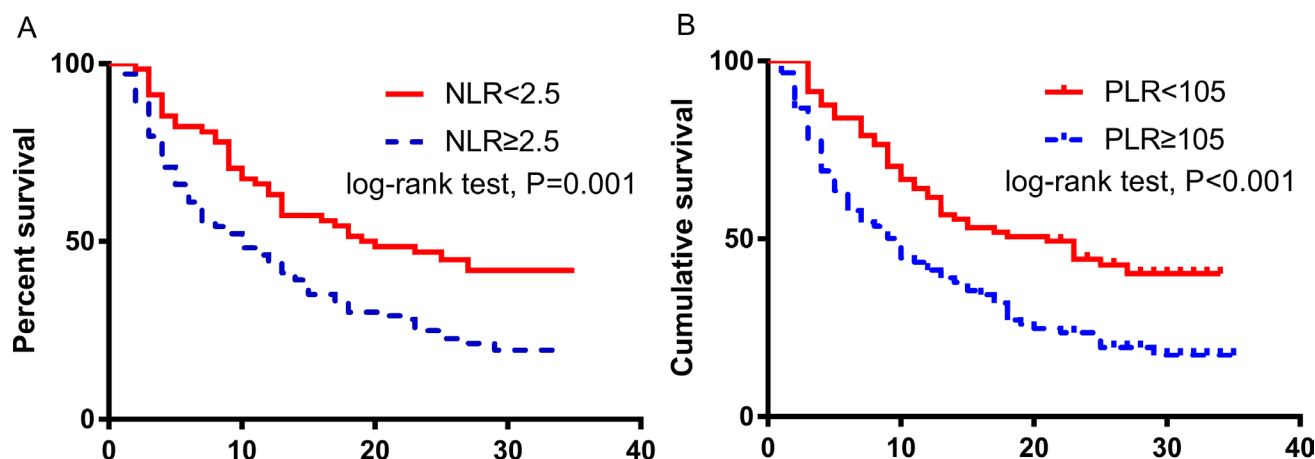 A
Percent survival
100
50
0
0 10 20 30 40
NLR<2.5
NLR≥2.5
log-rank test, P=0.001
B
Cumulative survival
100
50
0
0 10 20 30 40
PLR<105
PLR≥105
log-rank test, P<0.001